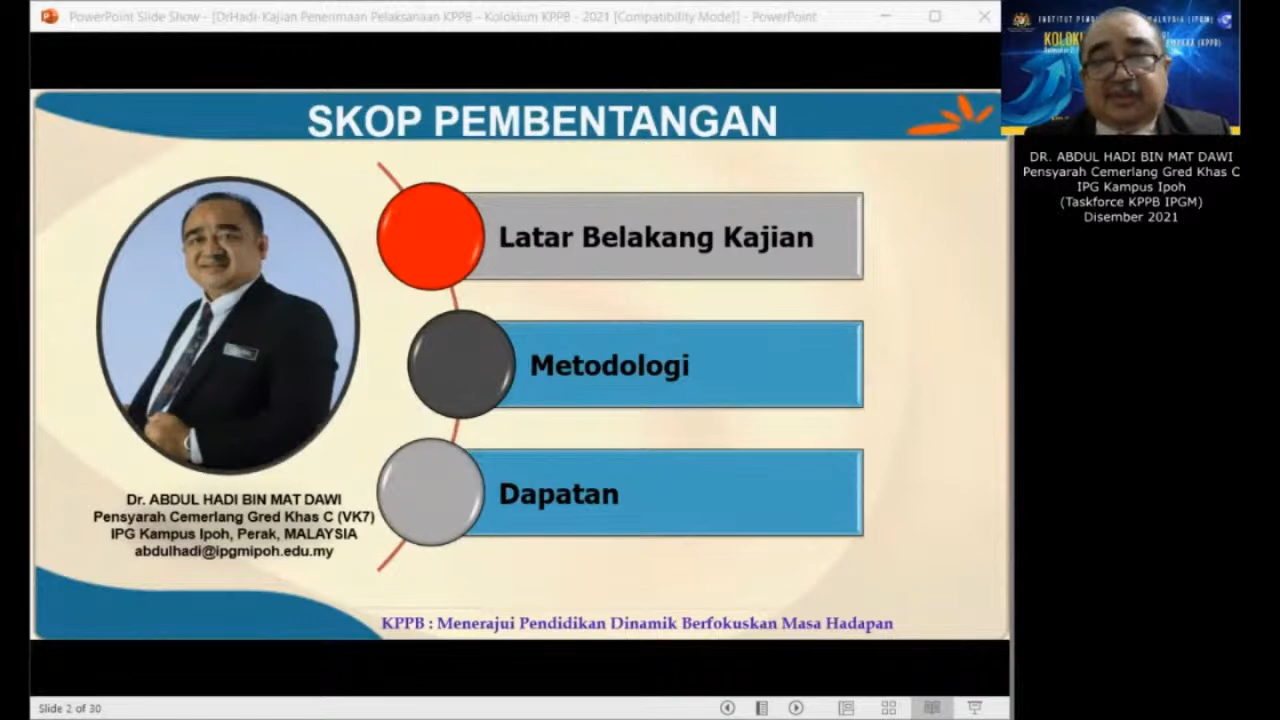 PowerPoint Slide Show - [DrHadi-Kajian Penerimaan Pelaksanaan KPPB - Kolokium KPPB - 2021 [Compatibility Mode]] - PowerPoint
SKOP PEMBENTANGAN
Latar Belakang Kajian
Metodologi
Dapatan
Dr. ABDUL HADI BIN MAT DAWI
Pensyarah Cemerlang Gred Khas C (VK7)
IPG Kampus Ipoh, Perak, MALAYSIA
abdulhadi@ipgmipoh.edu.my
KPPB : Menerajui Pendidikan Dinamik Berfokuskan Masa Hadapan
Slide 2 of 30
INSTITUT
(IPGM)
(KPPB)
DR. ABDUL HADI BIN MAT DAWI
Pensyarah Cemerlang Gred Khas C
IPG Kampus Ipoh
(Taskforce KPPB IPGM)
Disember 2021